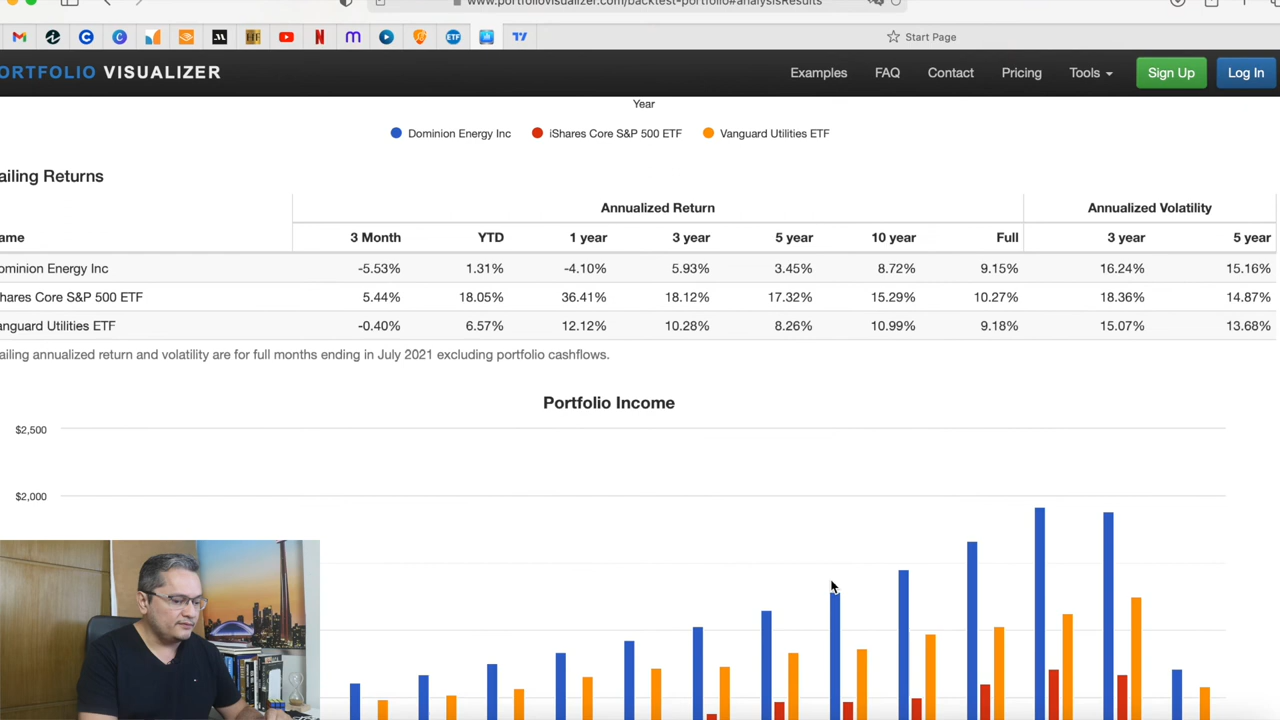 www.portfoliovisualizer.com/backtest-portfolio#analysisResults
ETF
Start Page
ORTFOLIO VISUALIZER
Examples
FAQ
Contact
Pricing
Tools
Sign Up
Log In
Year
Dominion Energy Inc
iShares Core S&P 500 ETF
Vanguard Utilities ETF
ailing Returns
Annualized Return Annualized Volatility
ame 3 Month YTD 1 year 3 year 5 year 10 year Full 3 year 5 year
ominion Energy Inc -5.53% 1.31% -4.10% 5.93% 3.45% 8.72% 9.15% 16.24% 15.16%
hares Core S&P 500 ETF 5.44% 18.05% 36.41% 18.12% 17.32% 15.29% 10.27% 18.36% 14.87%
anguard Utilities ETF -0.40% 6.57% 12.12% 10.28% 8.26% 10.99% 9.18% 15.07% 13.68%
ailing annualized return and volatility are for full months ending in July 2021 excluding portfolio cashflows.
Portfolio Income
$2,500
$2,000